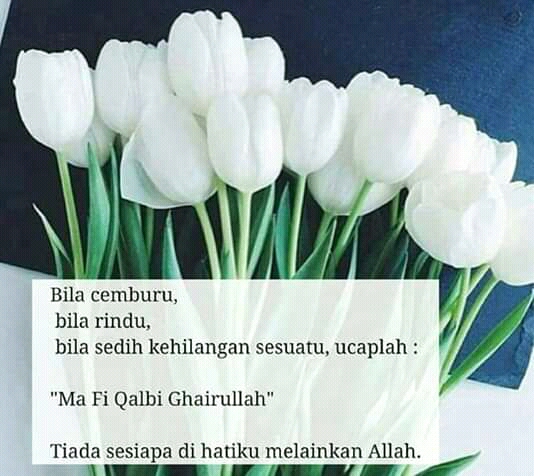 Bila cemburu,
bila rindu,
bila sedih kehilangan sesuatu, ucaplah :
"Ma Fi Qalbi Ghairullah"
Tiada sesiapa di hatiku melainkan Allah.